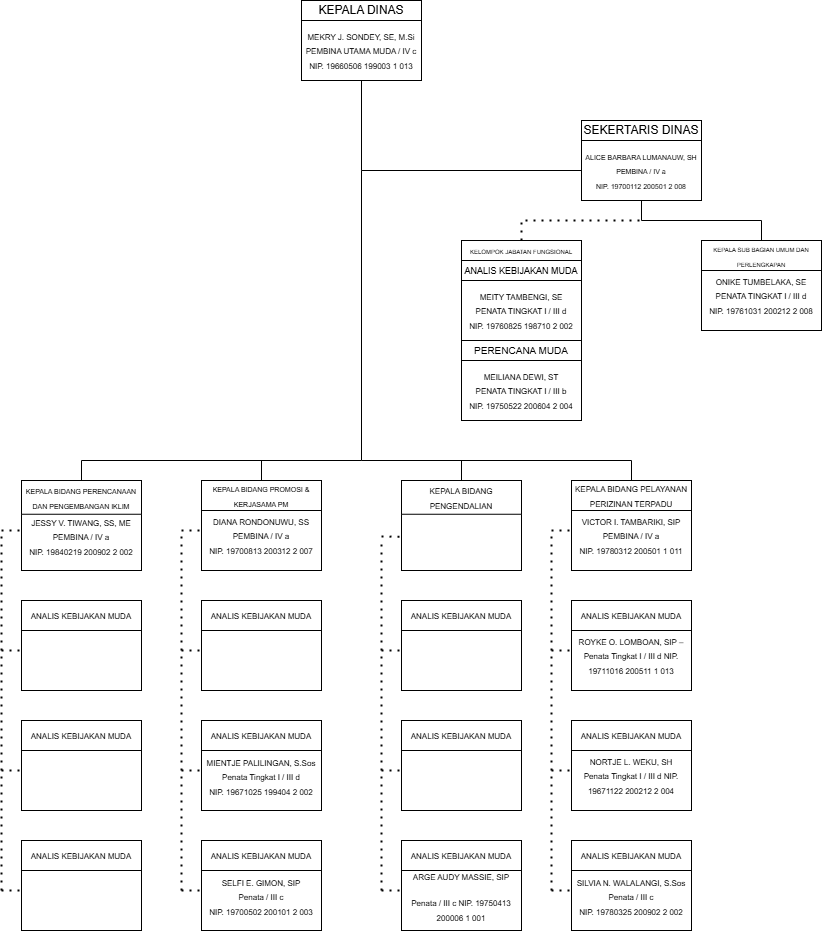 KEPALA DINAS
MEKRY J. SONDEY, SE, M.Si
PEMBINA UTAMA MUDA / IV c
NIP. 19660506 199003 1 013
SEKERTARIS DINAS
ALICE BARBARA LUMANAUW, SH
PEMBINA / IV a
NIP. 19700112 200501 2 008
KELOMPOK JABATAN FUNGSIONAL
ANALIS KEBIJAKAN MUDA
MEITY TAMBENGI, SE
PENATA TINGKAT I / III d
NIP. 19760825 198710 2 002
PERENCANA MUDA
MEILIANA DEWI, ST
PENATA TINGKAT I / III b
NIP. 19750522 200604 2 004
KEPALA SUB BAGIAN UMUM DAN
PERLENGKAPAN
ONIKE TUMBELAKA, SE
PENATA TINGKAT I / III d
NIP. 19761031 200212 2 008
KEPALA BIDANG PERENCANAAN
DAN PENGEMBANGAN IKLIM
JESSY V. TIWANG, SS, ME
PEMBINA / IV a
NIP. 19840219 200902 2 002
ANALIS KEBIJAKAN MUDA
ANALIS KEBIJAKAN MUDA
ANALIS KEBIJAKAN MUDA
KEPALA BIDANG PROMOSI &
KERJASAMA PM
DIANA RONDONUWU, SS
PEMBINA / IV a
NIP. 19700813 200312 2 007
ANALIS KEBIJAKAN MUDA
ANALIS KEBIJAKAN MUDA
MIENTJE PALILINGAN, S.Sos
Penata Tingkat I / III d
NIP. 19671025 199404 2 002
ANALIS KEBIJAKAN MUDA
SELFI E. GIMON, SIP
Penata / III c
NIP. 19700502 200101 2 003
KEPALA BIDANG
PENGENDALIAN
ANALIS KEBIJAKAN MUDA
ANALIS KEBIJAKAN MUDA
ANALIS KEBIJAKAN MUDA
ARGE AUDY MASSIE, SIP
Penata / III c NIP. 19750413
200006 1 001
KEPALA BIDANG PELAYANAN
PERIZINAN TERPADU
VICTOR I. TAMBARIKI, SIP
PEMBINA / IV a
NIP. 19780312 200501 1 011
ANALIS KEBIJAKAN MUDA
ROYKE O. LOMBOAN, SIP –
Penata Tingkat I / III d NIP.
19711016 200511 1 013
ANALIS KEBIJAKAN MUDA
NORTJE L. WEKU, SH
Penata Tingkat I / III d NIP.
19671122 200212 2 004
ANALIS KEBIJAKAN MUDA
SILVIA N. WALALANGI, S.Sos
Penata / III c
NIP. 19780325 200902 2 002